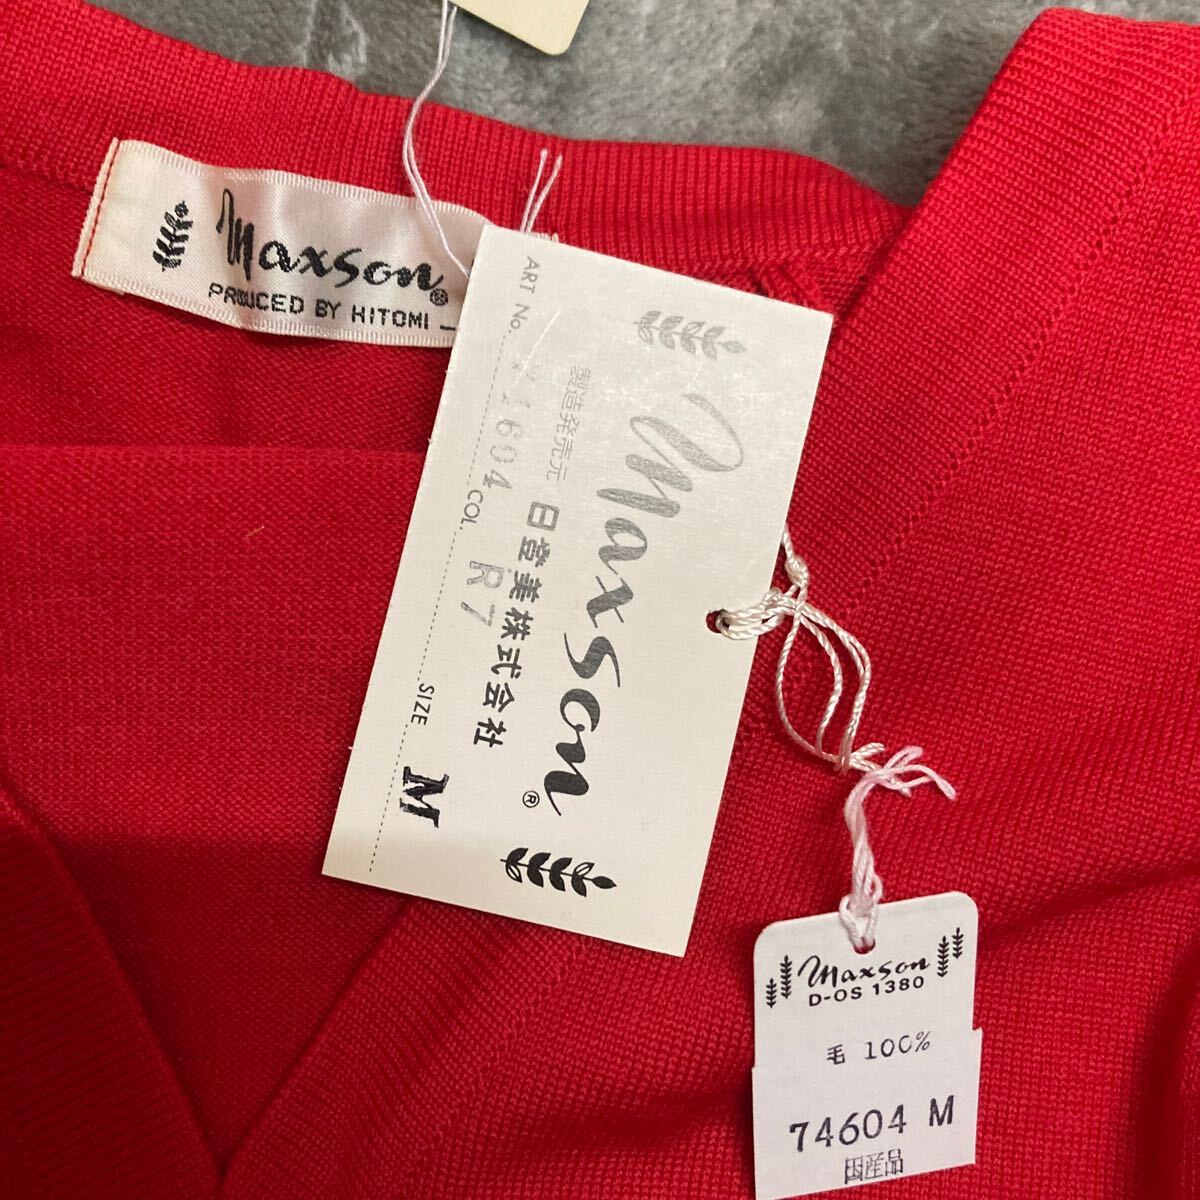 maxson®
PRODUCED BY HITOMI
maxson®
製造発売元 日登美株式会社
ART No. 74604 COL. R7 SIZE M
maxson
D-OS 1380
毛 100%
74604 M
国産品